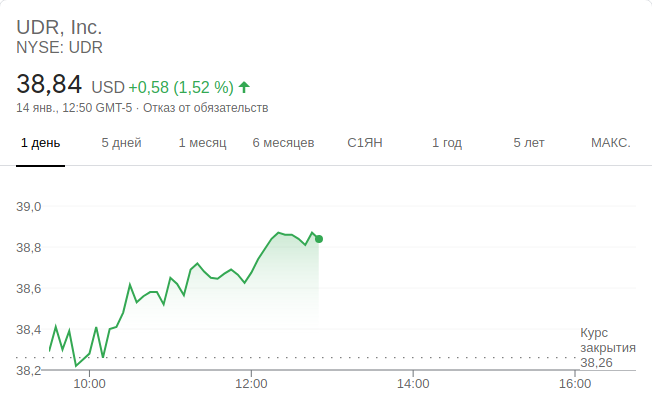 UDR, Inc.
NYSE: UDR
38,84 USD +0,58 (1,52 %)
14 янв., 12:50 GMT-5 · Отказ от обязательств
1 день 5 дней 1 месяц 6 месяцев С1ЯН 1 год 5 лет МАКС.
39,0
38,8
38,6
38,4
Курс
закрытия
38,26
38,2
10:00 12:00 14:00 16:00